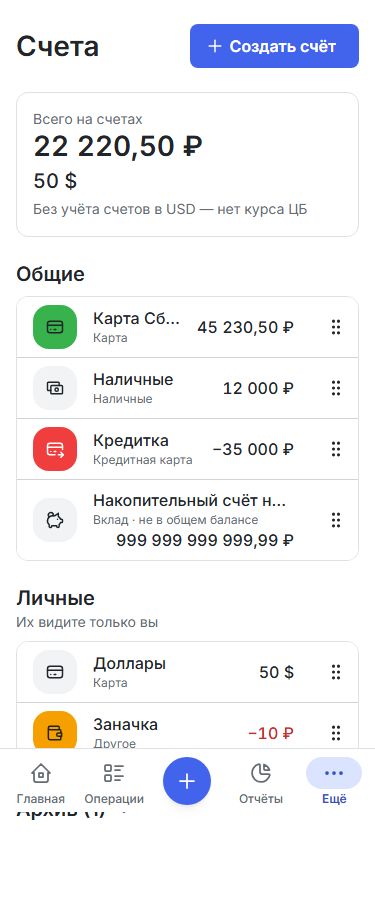 Счета
Создать счёт
Всего на счетах
22 220,50 ₽
50 $
Без учёта счетов в USD — нет курса ЦБ
Общие
Карта Сб... 45 230,50 ₽
Карта
Наличные 12 000 ₽
Наличные
Кредитка −35 000 ₽
Кредитная карта
Накопительный счёт н...
Вклад · не в общем балансе
999 999 999 999,99 ₽
Личные
Их видите только вы
Доллары 50 $
Карта
Заначка −10 ₽
Другое
Главная Операции Отчёты Ещё